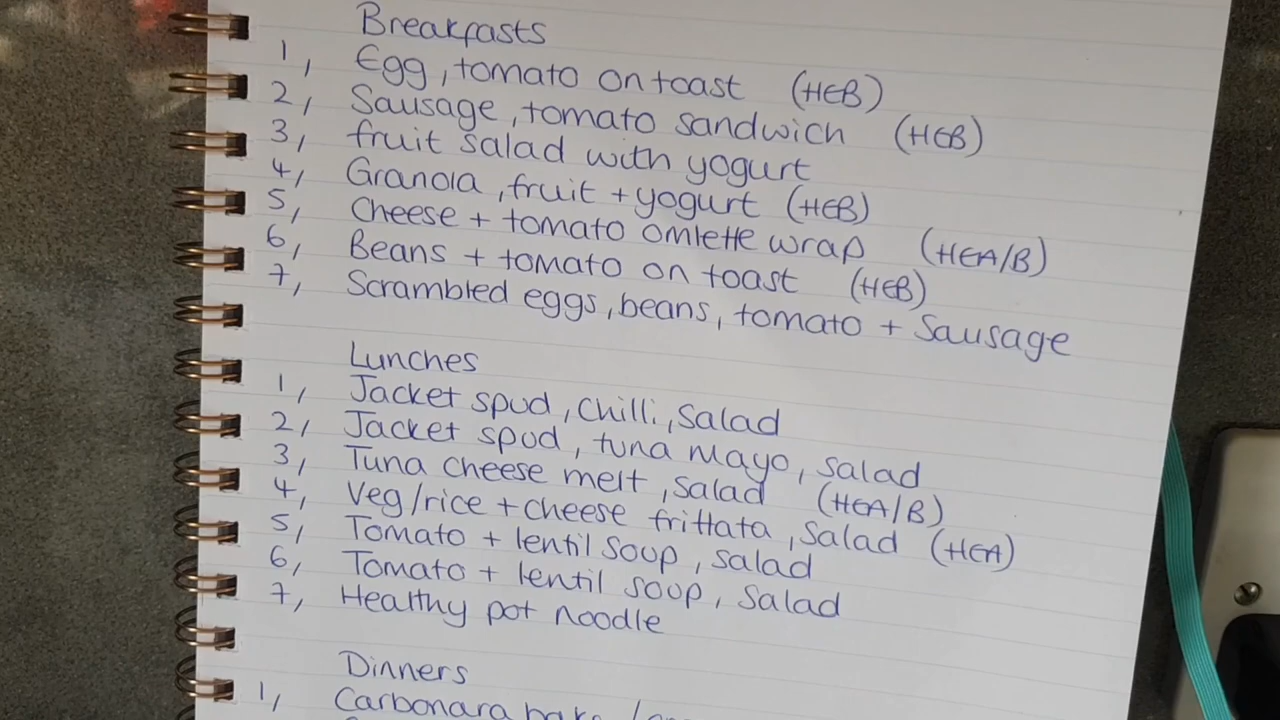 Breakfasts
1, Egg, tomato on toast (HEB)
2, Sausage, tomato sandwich (HEB)
3, fruit salad with yogurt
4, Granola, fruit + yogurt (HEB)
5, Cheese + tomato omlette wrap (HEA/B)
6, Beans + tomato on toast (HEB)
7, Scrambled eggs, beans, tomato + Sausage
Lunches
1, Jacket spud, chilli, salad
2, Jacket spud, tuna mayo, salad
3, Tuna cheese melt, salad (HEA/B)
4, Veg/rice + cheese frittata, salad (HEA)
5, Tomato + lentil soup, salad
6, Tomato + lentil soup, salad
7, Healthy pot noodle
Dinners
1, Carbonara bake